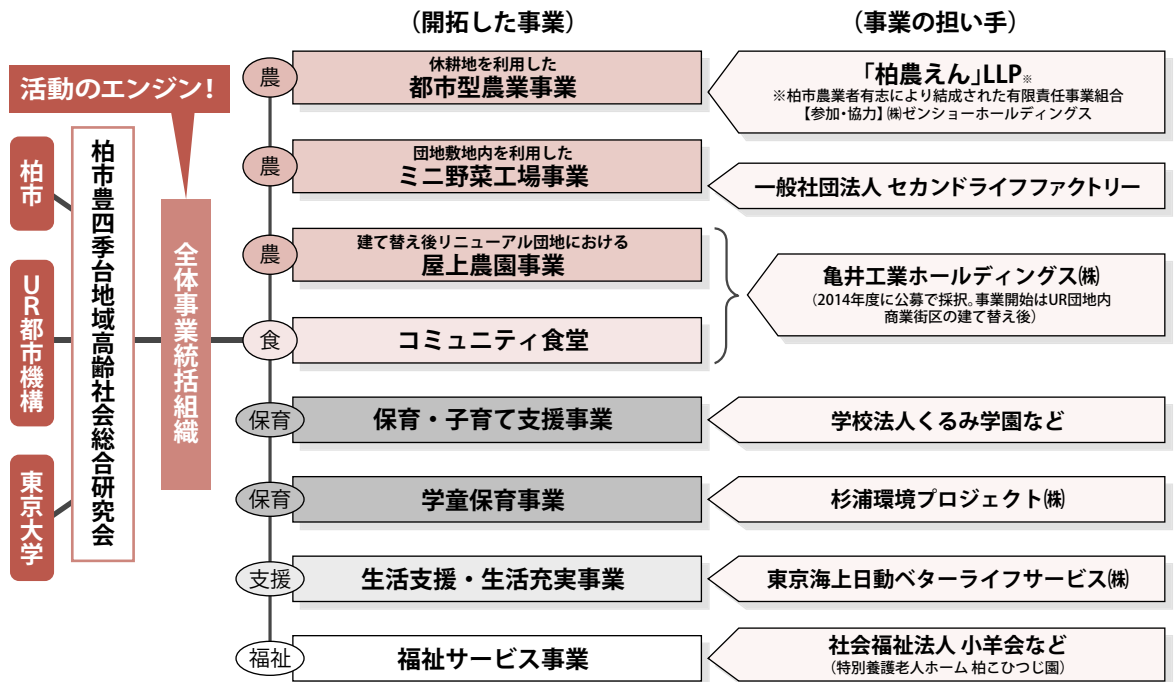 (開拓した事業)
(事業の担い手)
活動のエンジン！
柏市
UR都市機構
東京大学
柏市豊四季台地域高齢社会総合研究会
全体事業統括組織
農
休耕地を利用した
都市型農業事業
「柏農えん」LLP※
※柏市農業者有志により結成された有限責任事業組合
【参加・協力】㈱ゼンショーホールディングス
農
団地敷地内を利用した
ミニ野菜工場事業
一般社団法人 セカンドライフファクトリー
農
建て替え後リニューアル団地における
屋上農園事業
亀井工業ホールディングス㈱
(2014年度に公募で採択。事業開始はUR団地内
商業街区の建て替え後)
食
コミュニティ食堂
保育
保育・子育て支援事業
学校法人くるみ学園など
保育
学童保育事業
杉浦環境プロジェクト㈱
支援
生活支援・生活充実事業
東京海上日動ベターライフサービス㈱
福祉
福祉サービス事業
社会福祉法人 小羊会など
(特別養護老人ホーム 柏こひつじ園)